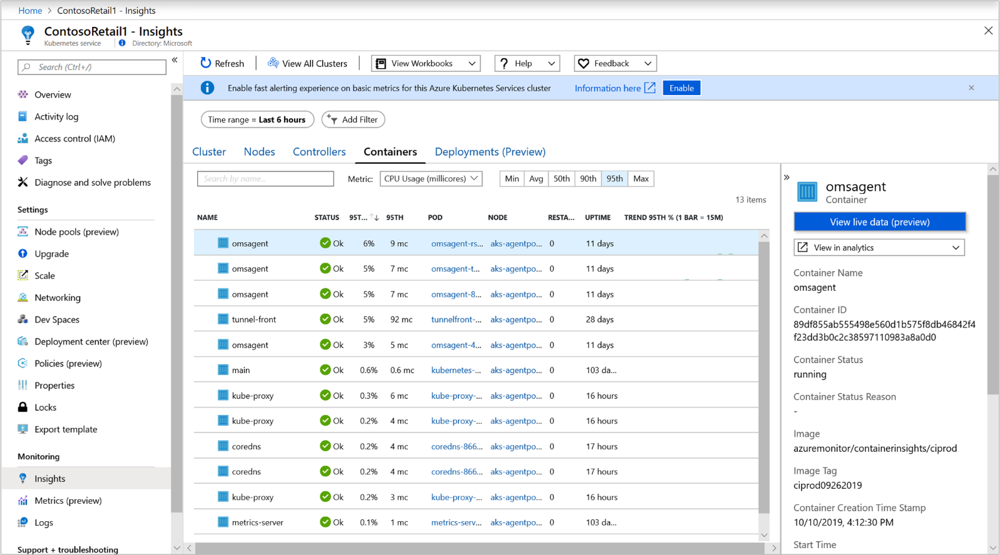 Home > ContosoRetail1 - Insights
ContosoRetail1 - Insights
Kubernetes service Directory: Microsoft
Search (Ctrl+/)
Overview
Activity log
Access control (IAM)
Tags
Diagnose and solve problems
Settings
Node pools (preview)
Upgrade
Scale
Networking
Dev Spaces
Deployment center (preview)
Policies (preview)
Properties
Locks
Export template
Monitoring
Insights
Metrics (preview)
Logs
Support + troubleshooting
Refresh View All Clusters View Workbooks Help Feedback
Enable fast alerting experience on basic metrics for this Azure Kubernetes Services cluster Information here Enable
Time range = Last 6 hours Add Filter
Cluster Nodes Controllers Containers Deployments (Preview)
Search by name... Metric: CPU Usage (millicores) Min Avg 50th 90th 95th Max
13 items
NAME STATUS 95T... 95TH POD NODE RESTA... UPTIME TREND 95TH % (1 BAR = 15M)
omsagent Ok 6% 9 mc omsagent-rs... aks-agentpo... 0 11 days
omsagent Ok 5% 7 mc omsagent-t... aks-agentpo... 0 11 days
omsagent Ok 5% 7 mc omsagent-8... aks-agentpo... 0 11 days
tunnel-front Ok 5% 92 mc tunnelfront-... aks-agentpo... 0 28 days
omsagent Ok 3% 5 mc omsagent-4... aks-agentpo... 0 11 days
main Ok 0.6% 0.6 mc kubernetes-... aks-agentpo... 0 103 da...
kube-proxy Ok 0.3% 6 mc kube-proxy-... aks-agentpo... 0 16 hours
kube-proxy Ok 0.2% 4 mc kube-proxy-... aks-agentpo... 0 16 hours
coredns Ok 0.2% 4 mc coredns-866... aks-agentpo... 0 17 hours
coredns Ok 0.2% 4 mc coredns-866... aks-agentpo... 0 17 hours
kube-proxy Ok 0.2% 3 mc kube-proxy-... aks-agentpo... 0 16 hours
metrics-server Ok 0.1% 1 mc metrics-serv... aks-agentpo... 0 103 da...
omsagent
Container
View live data (preview)
View in analytics
Container Name
omsagent
Container ID
89df855ab555498e560d1b575f8db46842f4
f23dd3b0c2c38597110983a8a0d0
Container Status
running
Container Status Reason
-
Image
azuremonitor/containerinsights/ciprod
Image Tag
ciprod09262019
Container Creation Time Stamp
10/10/2019, 4:12:30 PM
Start Time